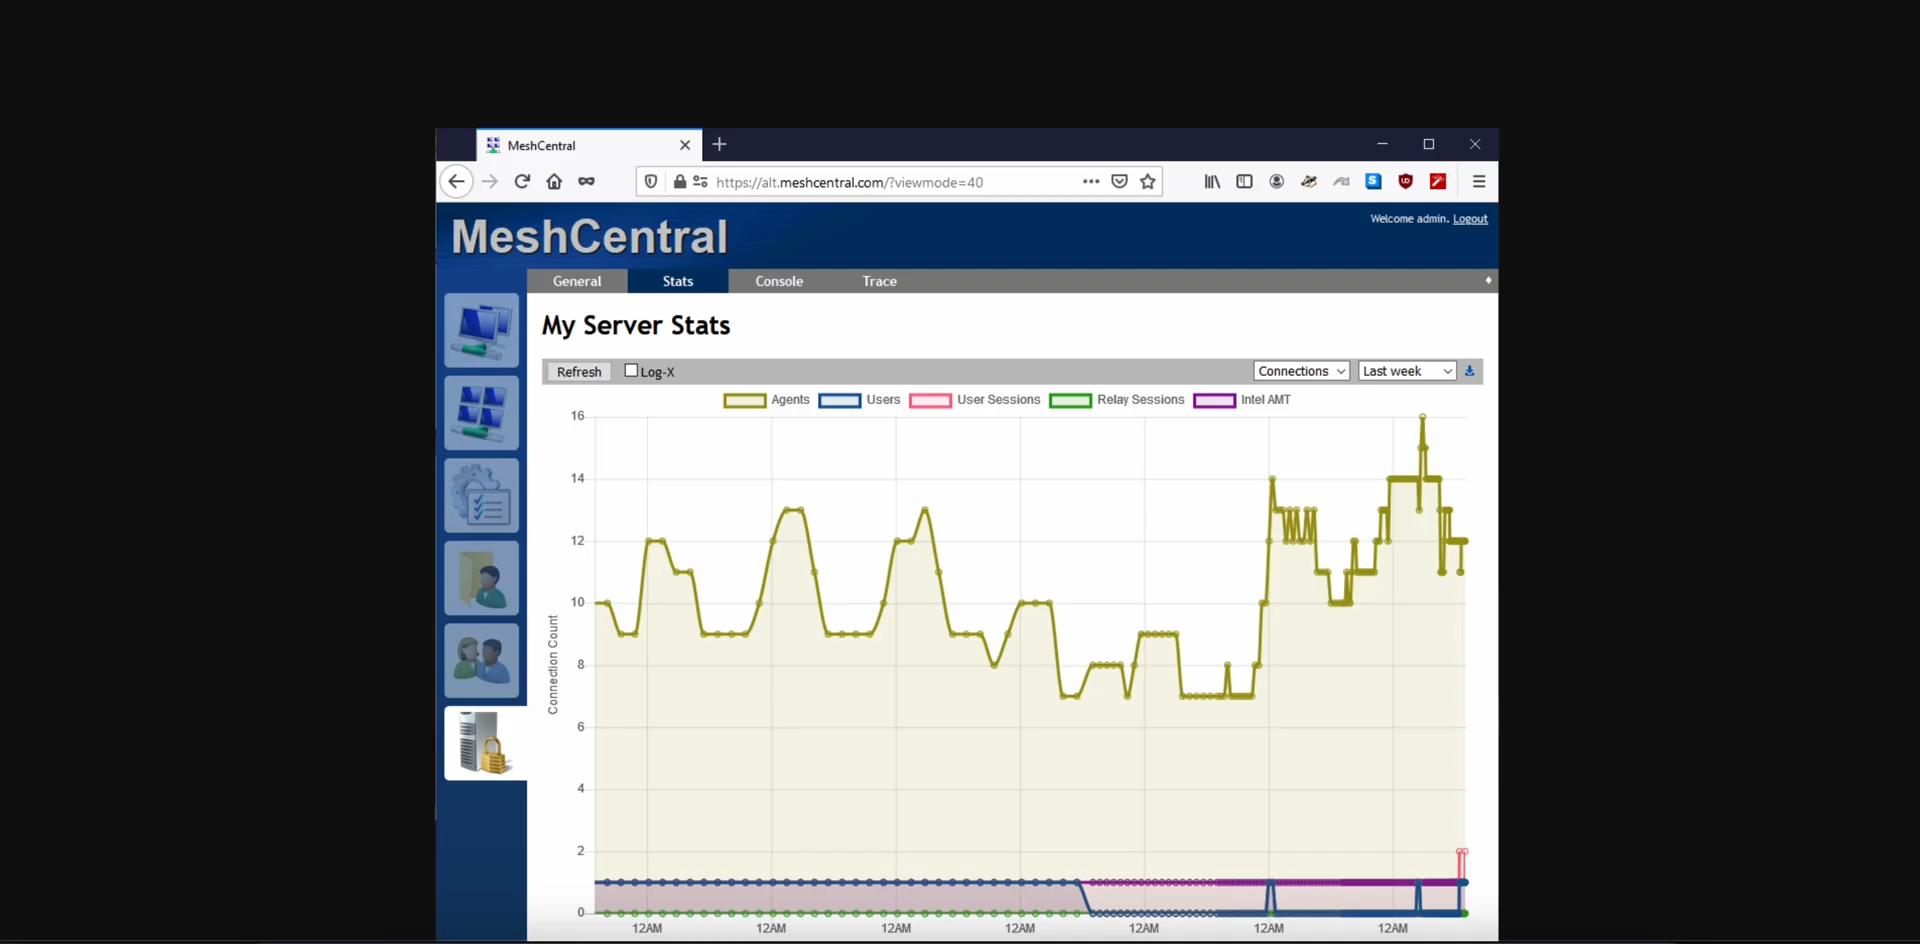 MeshCentral
https://alt.meshcentral.com/?viewmode=40
MeshCentral
Welcome admin. Logout
General Stats Console Trace
My Server Stats
Refresh Log-X Connections Last week
Agents Users User Sessions Relay Sessions Intel AMT
16
14
12
10
8
6
4
2
0
Connection Count
12AM 12AM 12AM 12AM 12AM 12AM 12AM